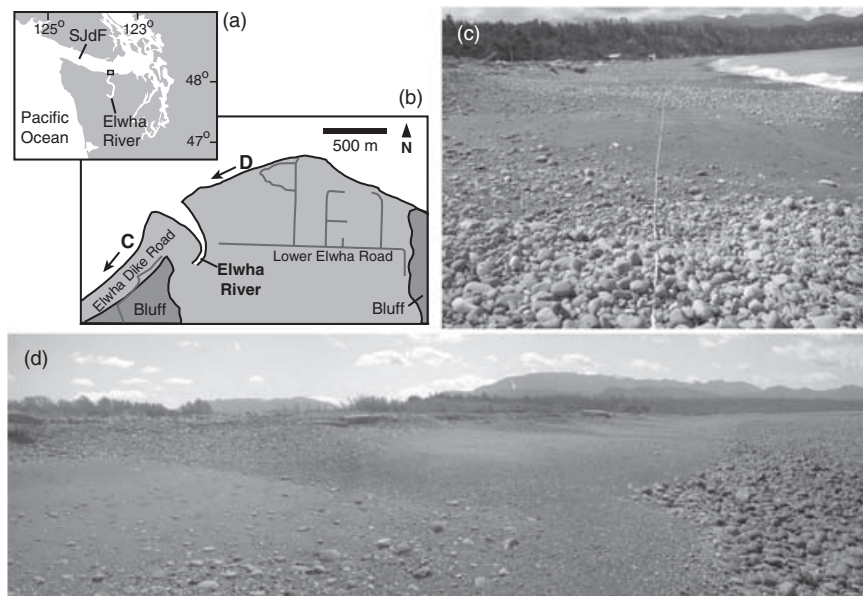 (a)
125°
123°
SJdF
48°
Elwha
River
Pacific
Ocean
47°
(b)
500 m
N
D
C
Elwha Dike Road
Lower Elwha Road
Elwha
River
Bluff
Bluff
(c)
(d)